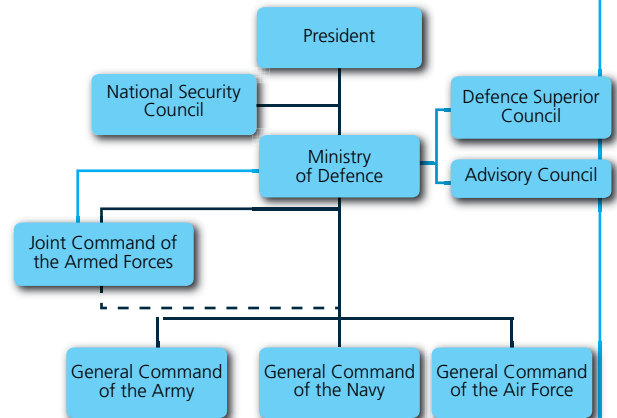 President
National Security
Council
Defence Superior
Council
Ministry
of Defence
Advisory Council
Joint Command of
the Armed Forces
General Command
of the Army
General Command
of the Navy
General Command
of the Air Force